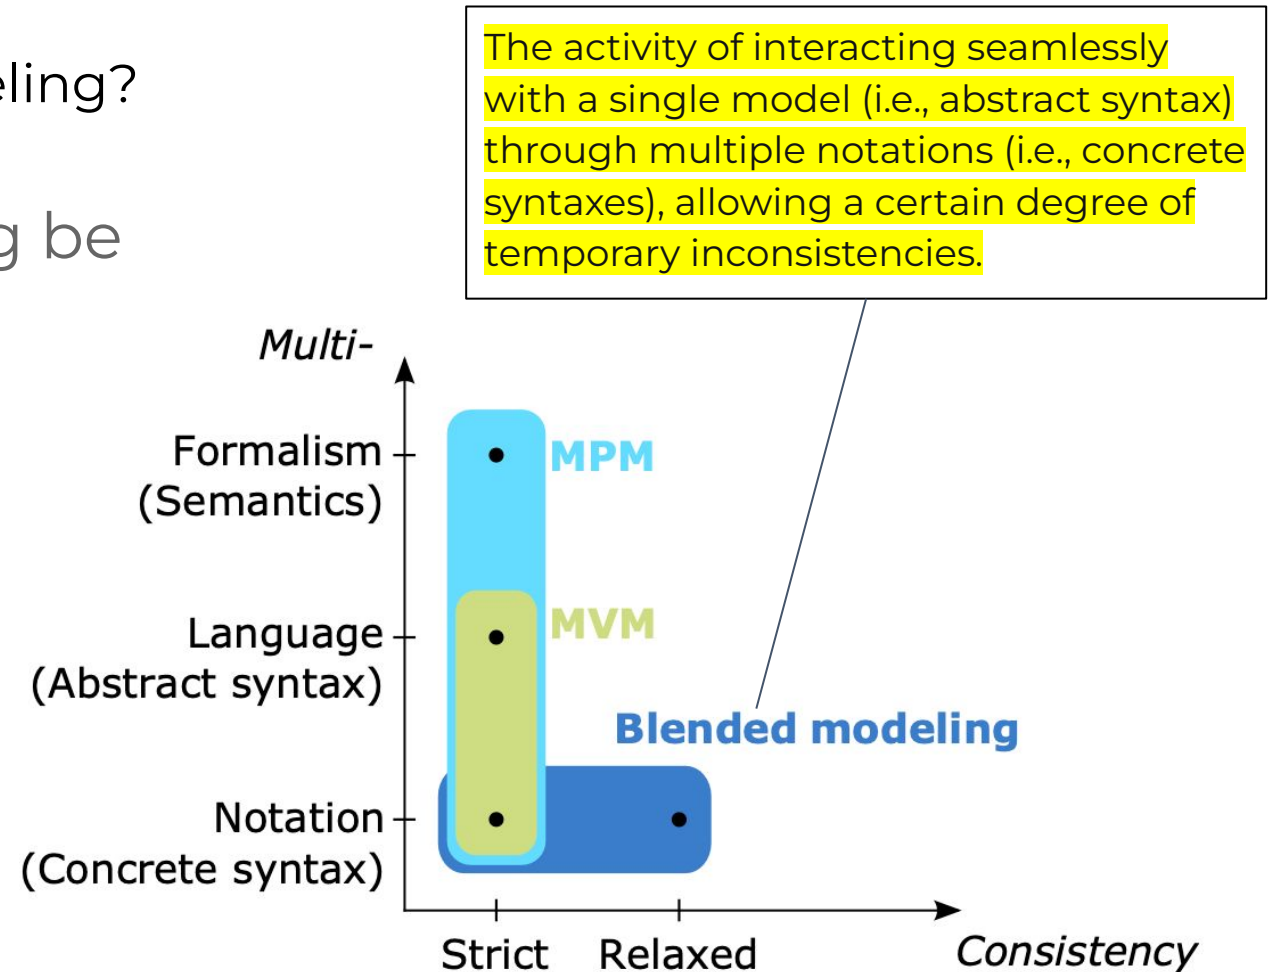 eling?
g be
The activity of interacting seamlessly
with a single model (i.e., abstract syntax)
through multiple notations (i.e., concrete
syntaxes), allowing a certain degree of
temporary inconsistencies.
Multi-
Formalism
(Semantics)
MPM
Language
(Abstract syntax)
MVM
Blended modeling
Notation
(Concrete syntax)
Strict
Relaxed
Consistency